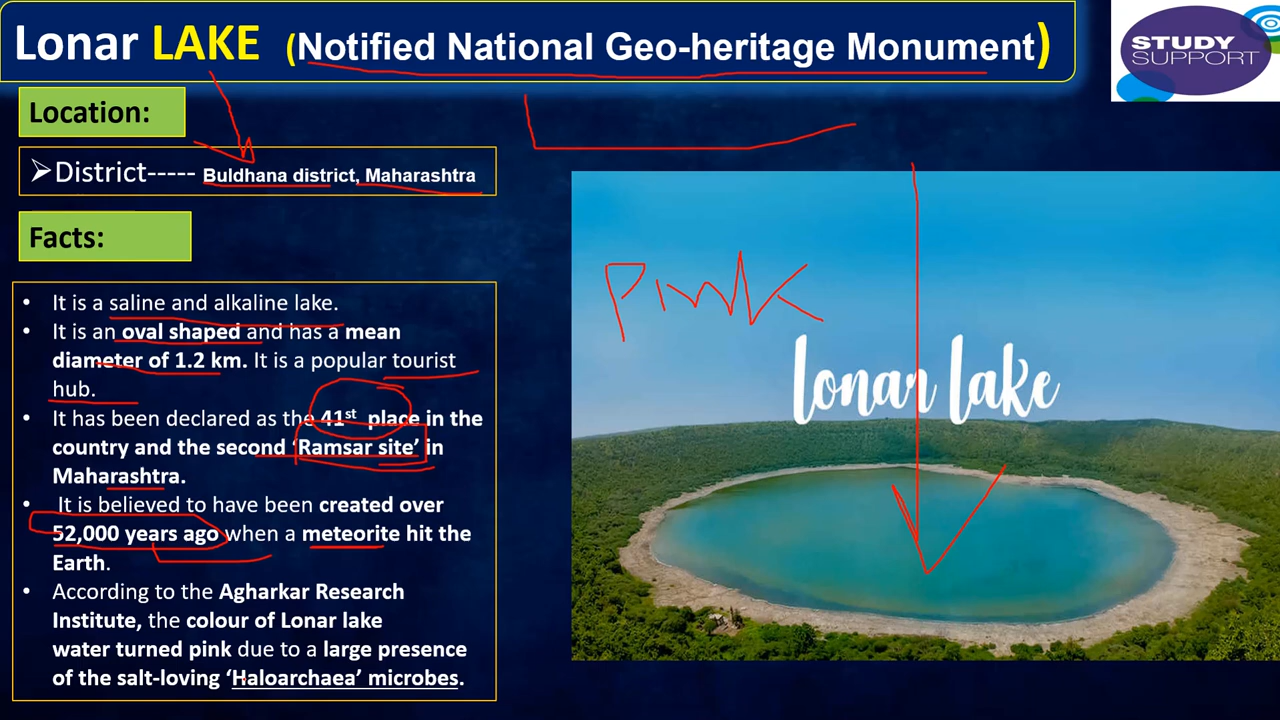 Lonar LAKE (Notified National Geo-heritage Monument)
STUDY
SUPPORT
Location:
➤District----- Buldhana district, Maharashtra
Facts:
• It is a saline and alkaline lake.
• It is an oval shaped and has a mean
diameter of 1.2 km. It is a popular tourist
hub.
• It has been declared as the 41st place in the
country and the second ‘Ramsar site’ in
Maharashtra.
• It is believed to have been created over
52,000 years ago when a meteorite hit the
Earth.
• According to the Agharkar Research
Institute, the colour of Lonar lake
water turned pink due to a large presence
of the salt-loving ‘Haloarchaea’ microbes.
Pink
lonar lake